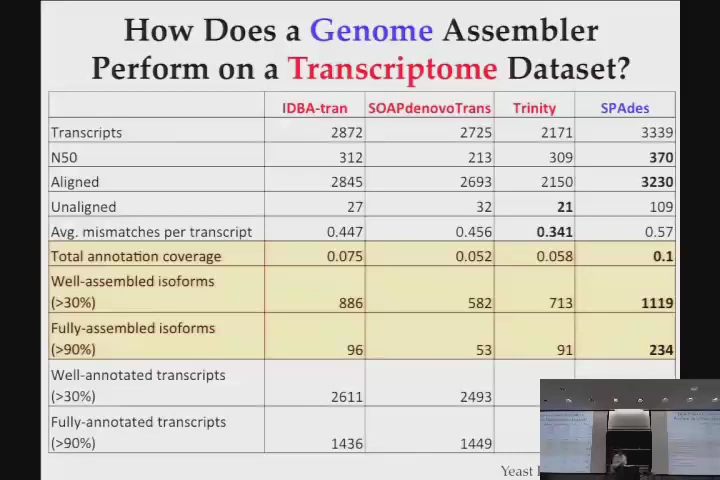 How Does a Genome Assembler
Perform on a Transcriptome Dataset?
IDBA-tran SOAPdenovoTrans Trinity SPAdes
Transcripts 2872 2725 2171 3339
N50 312 213 309 370
Aligned 2845 2693 2150 3230
Unaligned 27 32 21 109
Avg. mismatches per transcript 0.447 0.456 0.341 0.57
Total annotation coverage 0.075 0.052 0.058 0.1
Well-assembled isoforms
(>30%) 886 582 713 1119
Fully-assembled isoforms
(>90%) 96 53 91 234
Well-annotated transcripts
(>30%) 2611 2493
Fully-annotated transcripts
(>90%) 1436 1449
Yeast